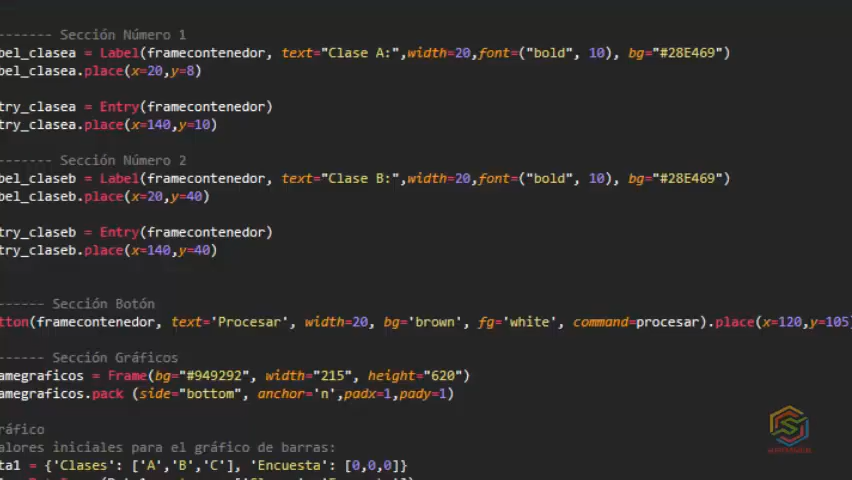 ------- Sección Número 1
bel_clasea = Label(framecontenedor, text="Clase A:",width=20,font=("bold", 10), bg="#28E469")
bel_clasea.place(x=20,y=8)
try_clasea = Entry(framecontenedor)
try_clasea.place(x=140,y=10)
------- Sección Número 2
bel_claseb = Label(framecontenedor, text="Clase B:",width=20,font=("bold", 10), bg="#28E469")
bel_claseb.place(x=20,y=40)
try_claseb = Entry(framecontenedor)
try_claseb.place(x=140,y=40)
------ Sección Botón
tton(framecontenedor, text='Procesar', width=20, bg='brown', fg='white', command=procesar).place(x=120,y=105)
------ Sección Gráficos
amegraficos = Frame(bg="#949292", width="215", height="620")
amegraficos.pack (side="bottom", anchor='n',padx=1,pady=1)
ráfico
alores iniciales para el gráfico de barras:
ta1 = {'Clases': ['A','B','C'], 'Encuesta': [0,0,0]}